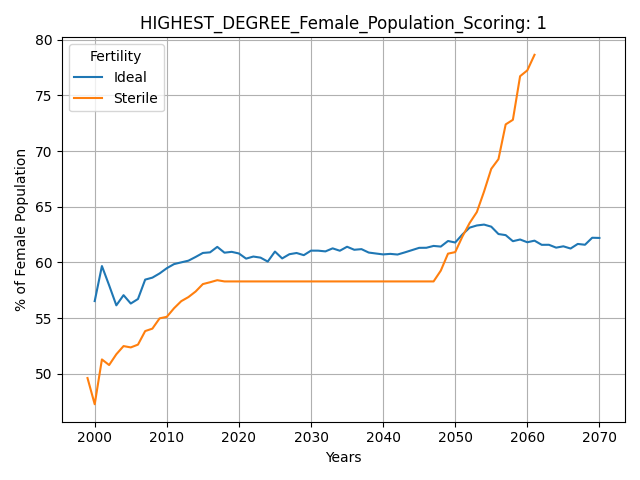 HIGHEST_DEGREE_Female_Population_Scoring: 1
Fertility
Ideal
Sterile
80
75
70
65
60
55
50
% of Female Population
2000 2010 2020 2030 2040 2050 2060 2070
Years